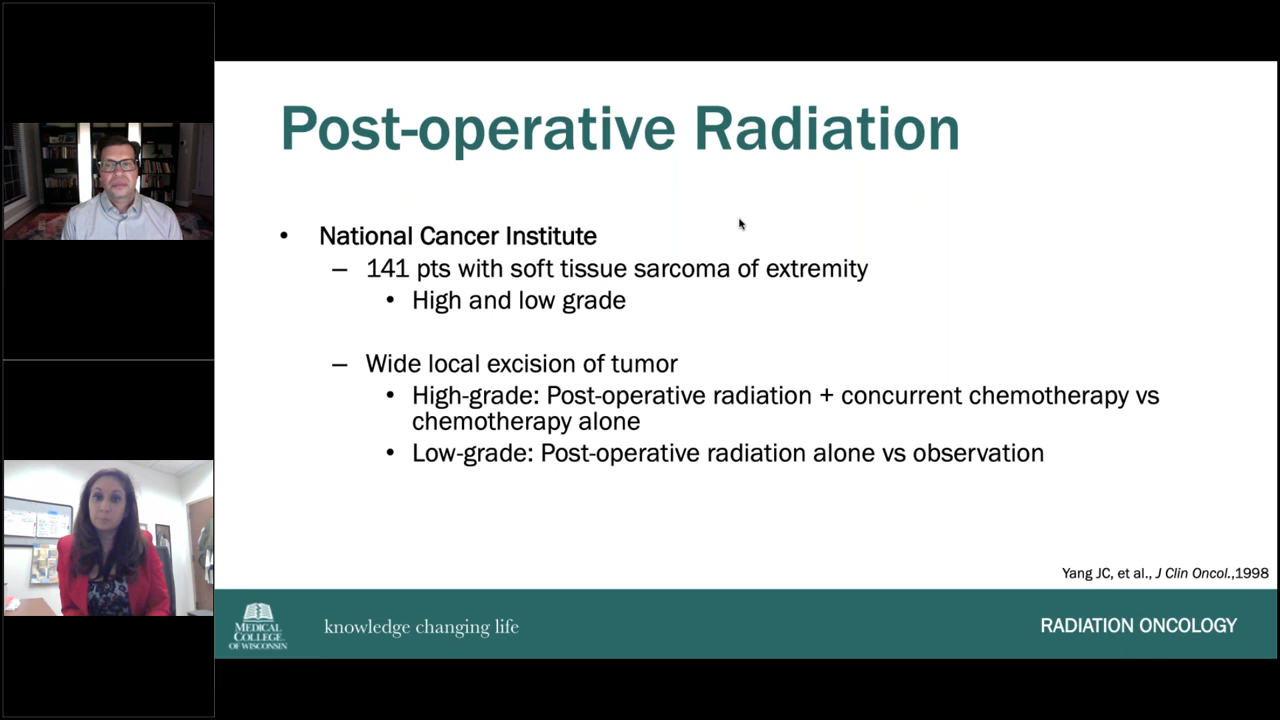 Post-operative Radiation
• National Cancer Institute
– 141 pts with soft tissue sarcoma of extremity
• High and low grade
– Wide local excision of tumor
• High-grade: Post-operative radiation + concurrent chemotherapy vs
chemotherapy alone
• Low-grade: Post-operative radiation alone vs observation
Yang JC, et al., J Clin Oncol.,1998
MEDICAL
COLLEGE
OF WISCONSIN
knowledge changing life
RADIATION ONCOLOGY